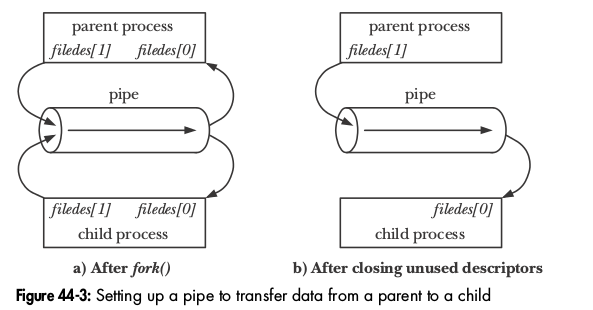 parent process
filedes[1] filedes[0]
pipe
filedes[1] filedes[0]
child process
a) After fork()
parent process
filedes[1]
pipe
filedes[0]
child process
b) After closing unused descriptors
Figure 44-3: Setting up a pipe to transfer data from a parent to a child